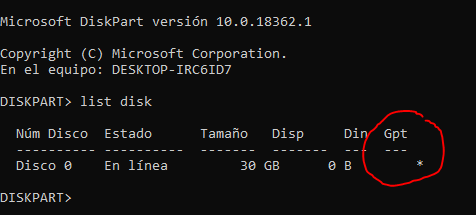 Microsoft DiskPart versión 10.0.18362.1
Copyright (C) Microsoft Corporation.
En el equipo: DESKTOP-IRC6ID7
DISKPART> list disk
Núm Disco  Estado      Tamaño   Disp     Din  Gpt
---------- ---------- ------- ------- --- ---
Disco 0    En línea        30 GB      0 B        *
DISKPART>